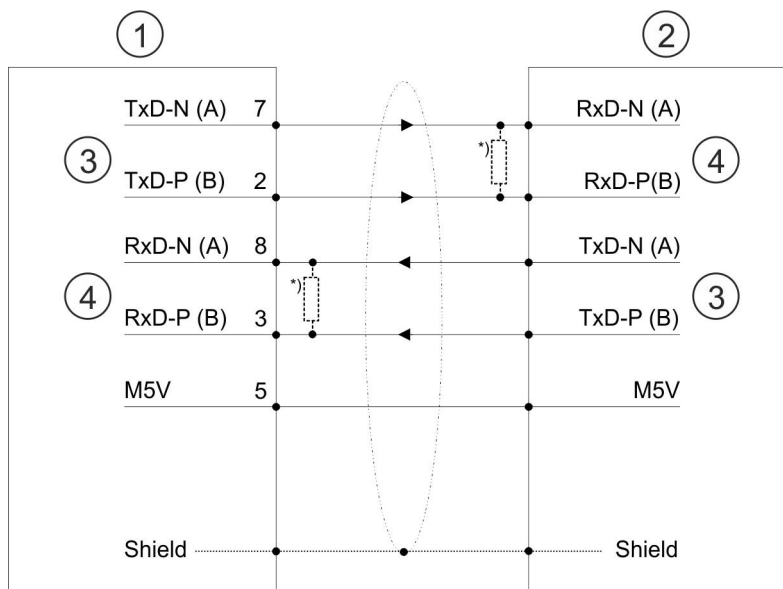 1 2
TxD-N (A) 7 RxD-N (A)
3 *) 4
TxD-P (B) 2 RxD-P(B)
RxD-N (A) 8 TxD-N (A)
4 *) 3
RxD-P (B) 3 TxD-P (B)
M5V 5 M5V
Shield Shield